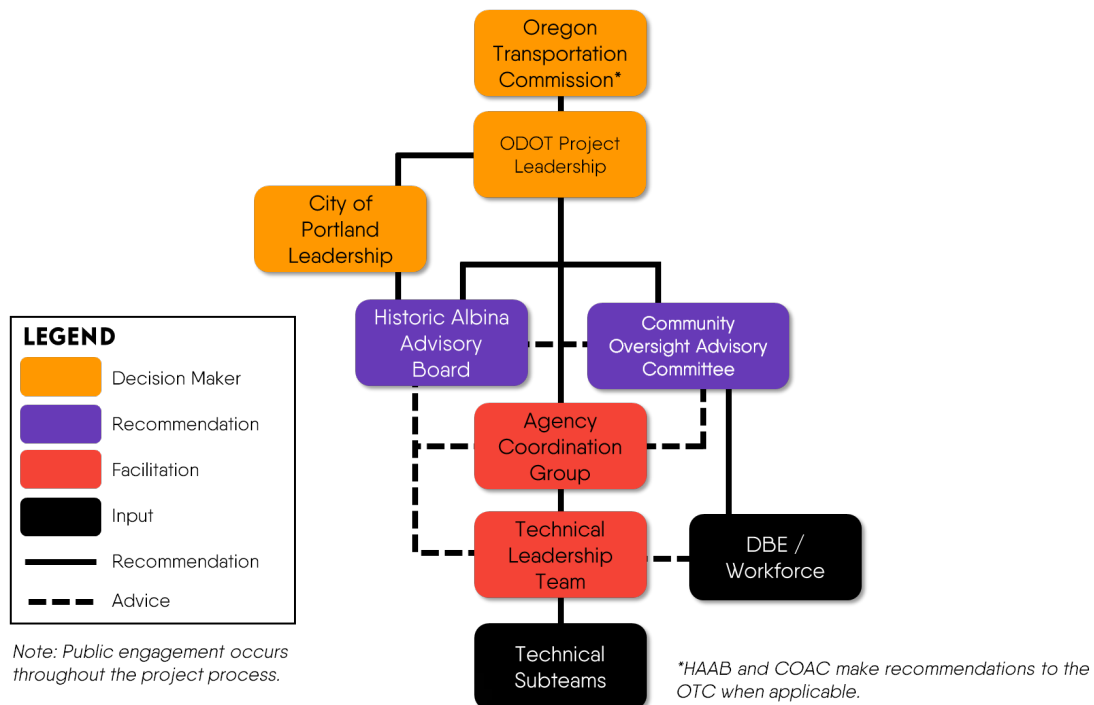 Oregon
Transportation
Commission*
ODOT Project
Leadership
City of
Portland
Leadership
Historic Albina
Advisory
Board
Community
Oversight Advisory
Committee
Agency
Coordination
Group
Technical
Leadership
Team
DBE /
Workforce
Technical
Subteams
LEGEND
Decision Maker
Recommendation
Facilitation
Input
Recommendation
Advice
Note: Public engagement occurs
throughout the project process.
*HAAB and COAC make recommendations to the
OTC when applicable.